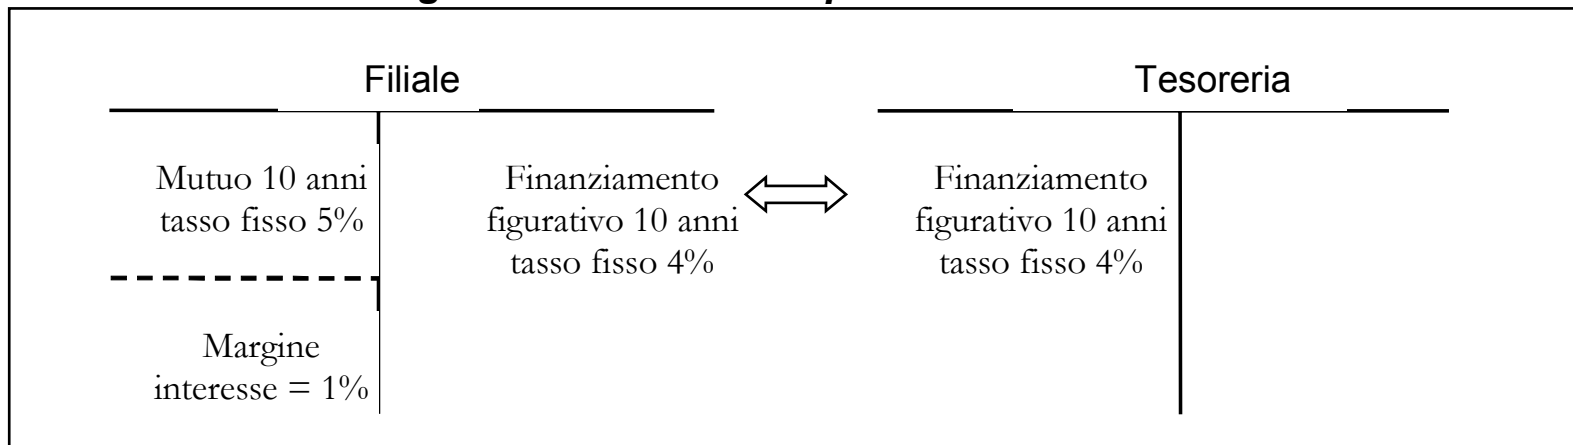 Filiale
Tesoreria
Mutuo 10 anni
tasso fisso 5%
Finanziamento
figurativo 10 anni
tasso fisso 4%
Finanziamento
figurativo 10 anni
tasso fisso 4%
Margine
interesse = 1%